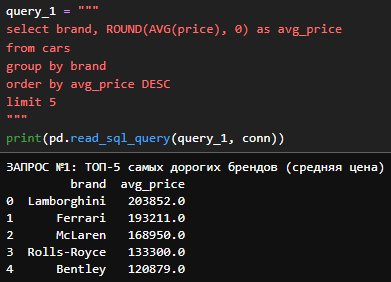 query_1 = """
select brand, ROUND(AVG(price), 0) as avg_price
from cars
group by brand
order by avg_price DESC
limit 5
"""
print(pd.read_sql_query(query_1, conn))
ЗАПРОС №1: ТОП-5 самых дорогих брендов (средняя цена)
brand avg_price
0 Lamborghini 203852.0
1 Ferrari 193211.0
2 McLaren 168950.0
3 Rolls-Royce 133300.0
4 Bentley 120879.0